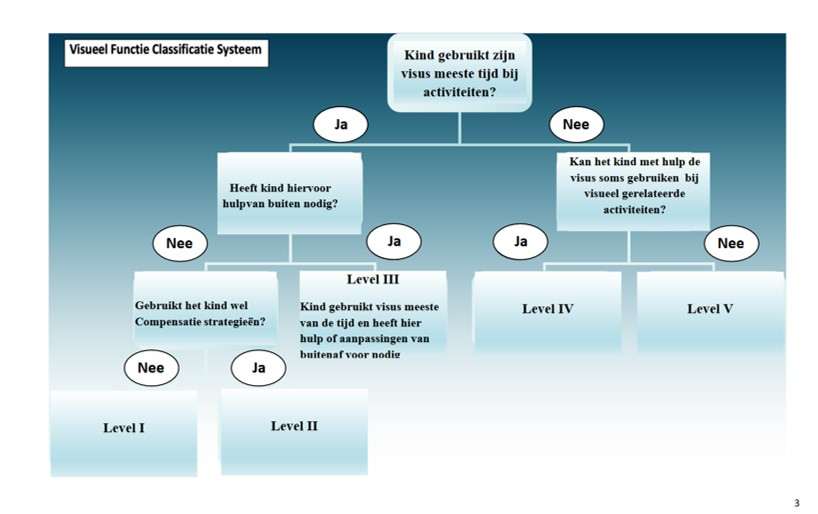 Visueel Functie Classificatie Systeem
Kind gebruikt zijn
visus meeste tijd bij
activiteiten?
Ja
Nee
Heeft kind hiervoor
hulpvan buiten nodig?
Kan het kind met hulp de
visus soms gebruiken bij
visueel gerelateerde
activiteiten?
Nee
Ja
Ja
Nee
Gebruikt het kind wel
Compensatie strategieën?
Level III
Kind gebruikt visus meeste
van de tijd en heeft hier
hulp of aanpassingen van
buitenaf voor nodig
Level IV
Level V
Nee
Ja
Level I
Level II
3